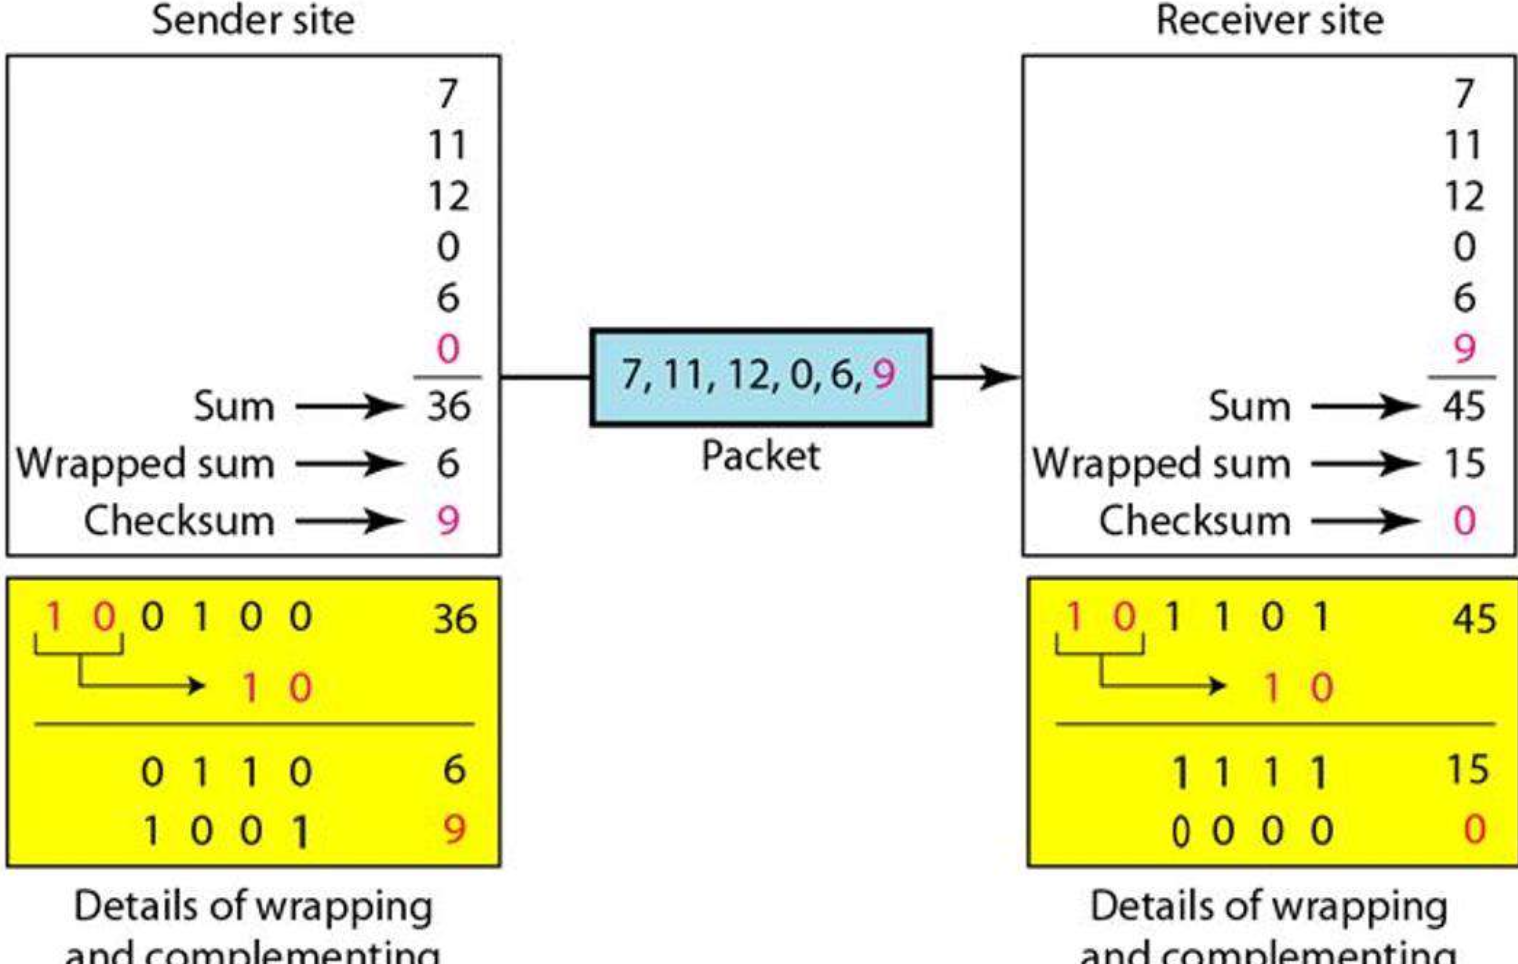 Sender site
7
11
12
0
6
0
Sum 36
Wrapped sum 6
Checksum 9
1 0 0 1 0 0 36
1 0
0 1 1 0 6
1 0 0 1 9
Details of wrapping
and complementing
7, 11, 12, 0, 6, 9
Packet
Receiver site
7
11
12
0
6
9
Sum 45
Wrapped sum 15
Checksum 0
1 0 1 1 0 1 45
1 0
1 1 1 1 15
0 0 0 0 0
Details of wrapping
and complementing